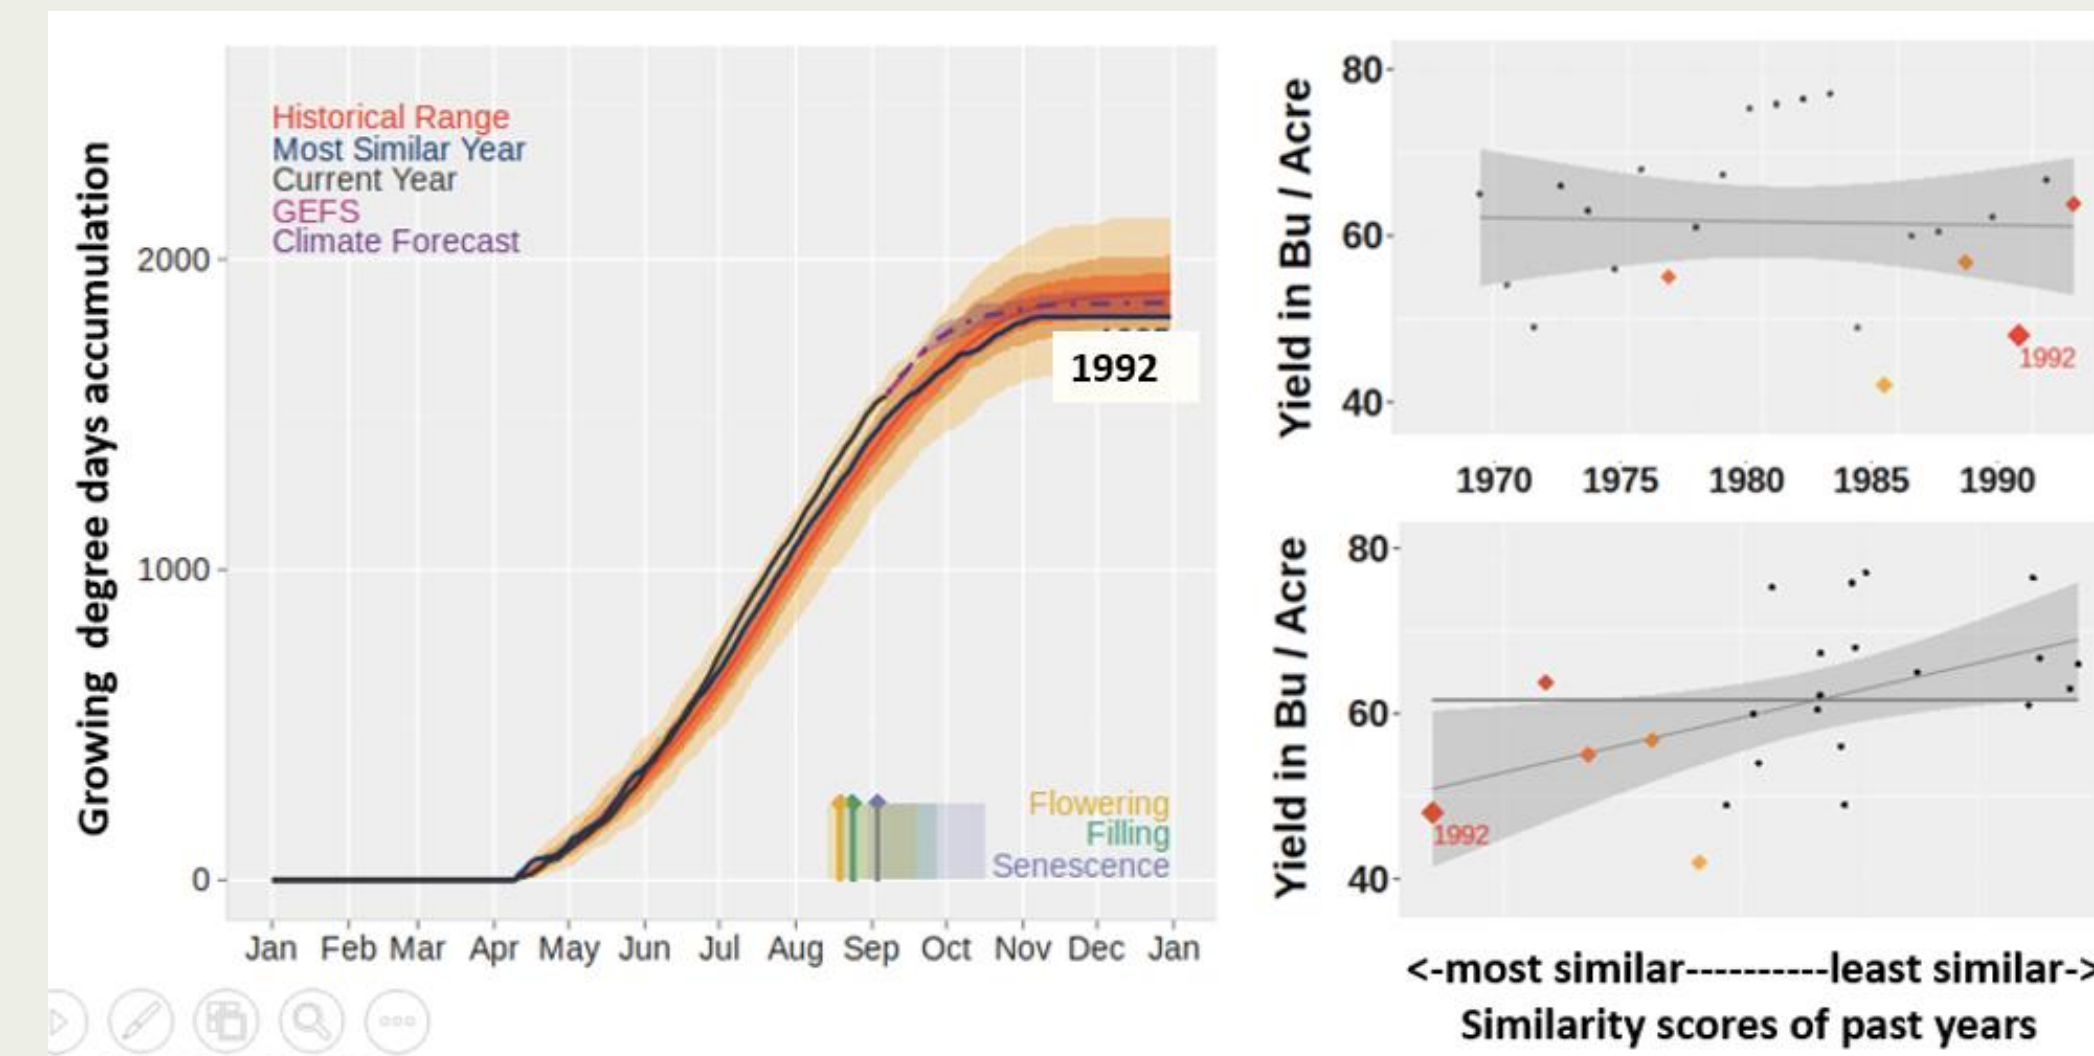 Growing degree days accumulation
Historical Range
Most Similar Year
Current Year
GEFS
Climate Forecast
2000
1000
0
1992
Flowering
Filling
Senescence
Jan Feb Mar Apr May Jun Jul Aug Sep Oct Nov Dec Jan
Yield in Bu / Acre
80
60
40
1992
1970 1975 1980 1985 1990
Yield in Bu / Acre
80
60
40
1992
<-most similar----------least similar->
Similarity scores of past years